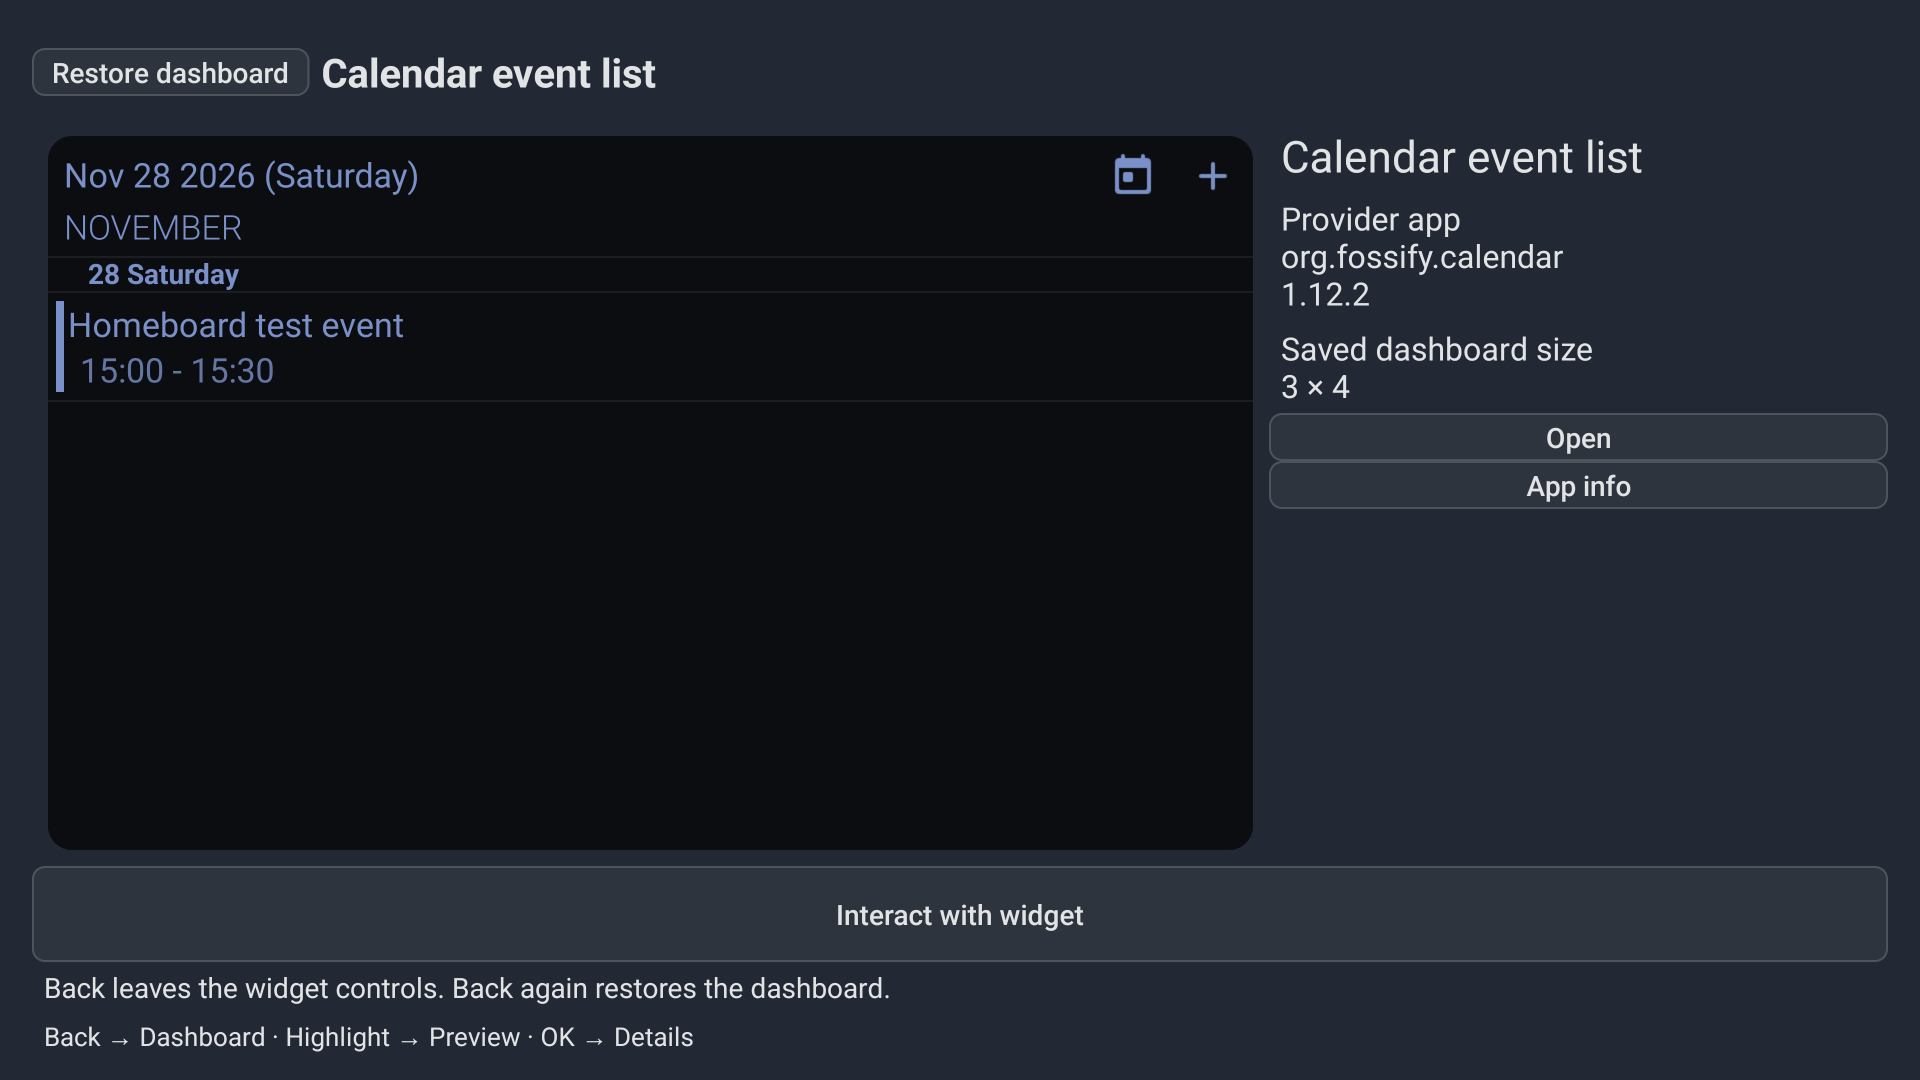 Restore dashboard
Calendar event list
Nov 28 2026 (Saturday)
NOVEMBER
28 Saturday
Homeboard test event
15:00 - 15:30
Calendar event list
Provider app
org.fossify.calendar
1.12.2
Saved dashboard size
3 × 4
Open
App info
Interact with widget
Back leaves the widget controls. Back again restores the dashboard.
Back → Dashboard · Highlight → Preview · OK → Details